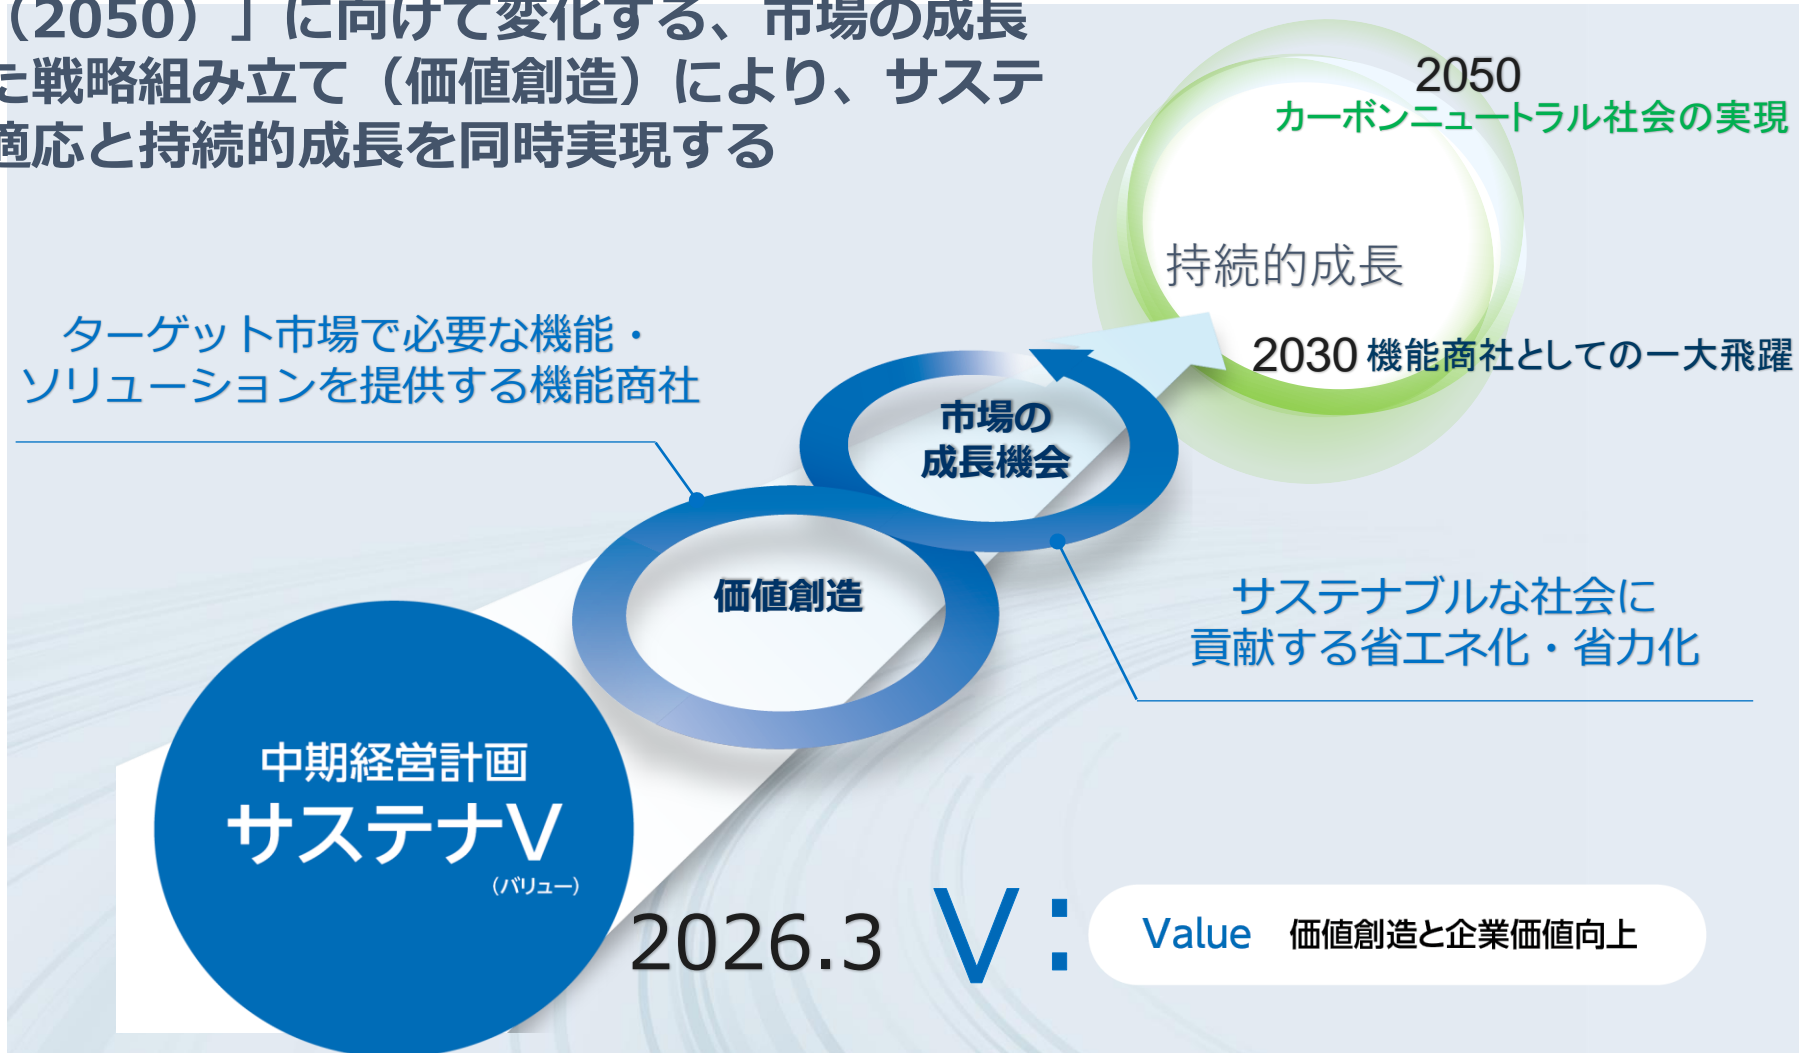 （2050）」に向けて変化する、市場の成長
た戦略組み立て（価値創造）により、サステ
適応と持続的成長を同時実現する
2050
カーボンニュートラル社会の実現
持続的成長
2030 機能商社としての一大飛躍
ターゲット市場で必要な機能・
ソリューションを提供する機能商社
市場の
成長機会
価値創造
サステナブルな社会に
貢献する省エネ化・省力化
中期経営計画
サステナV
（バリュー）
2026.3
V：
Value 価値創造と企業価値向上